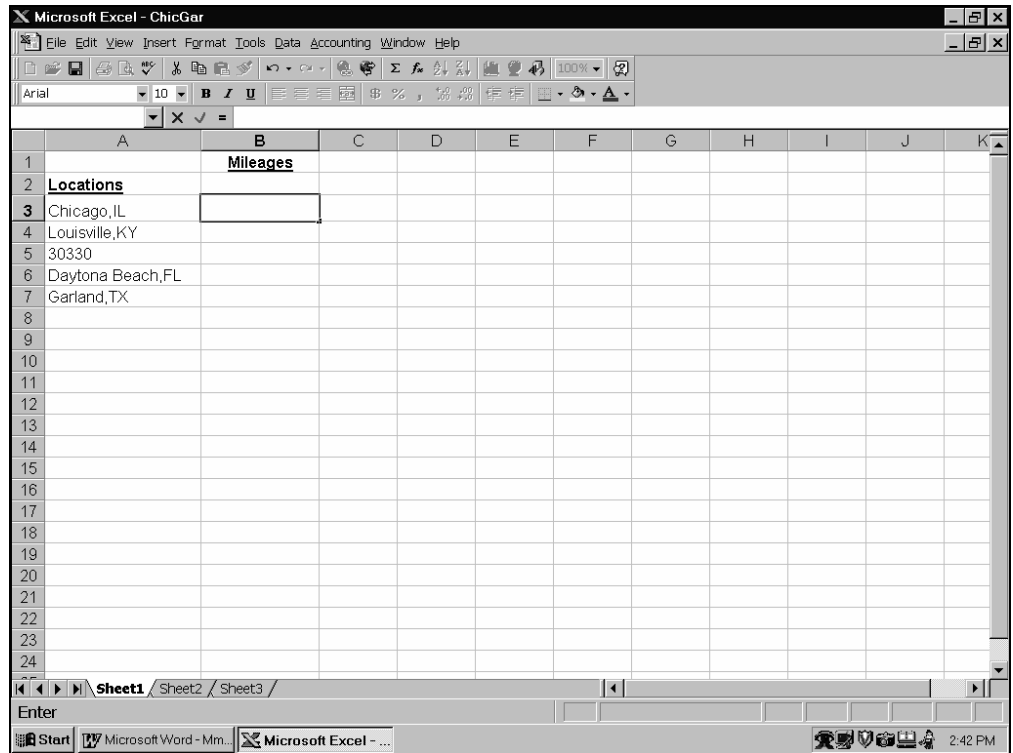 Microsoft Excel - ChicGar
File Edit View Insert Format Tools Data Accounting Window Help
100%
Arial 10 B I U $ % ,
=
A B C D E F G H I J K
1 Mileages
2 Locations
3 Chicago,IL
4 Louisville,KY
5 30330
6 Daytona Beach,FL
7 Garland,TX
8
9
10
11
12
13
14
15
16
17
18
19
20
21
22
23
24
Sheet1 Sheet2 Sheet3
Enter
Start Microsoft Word - Mm... Microsoft Excel - ... 2:42 PM